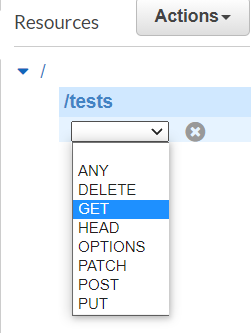 Resources
Actions
/
/tests
ANY
DELETE
GET
HEAD
OPTIONS
PATCH
POST
PUT